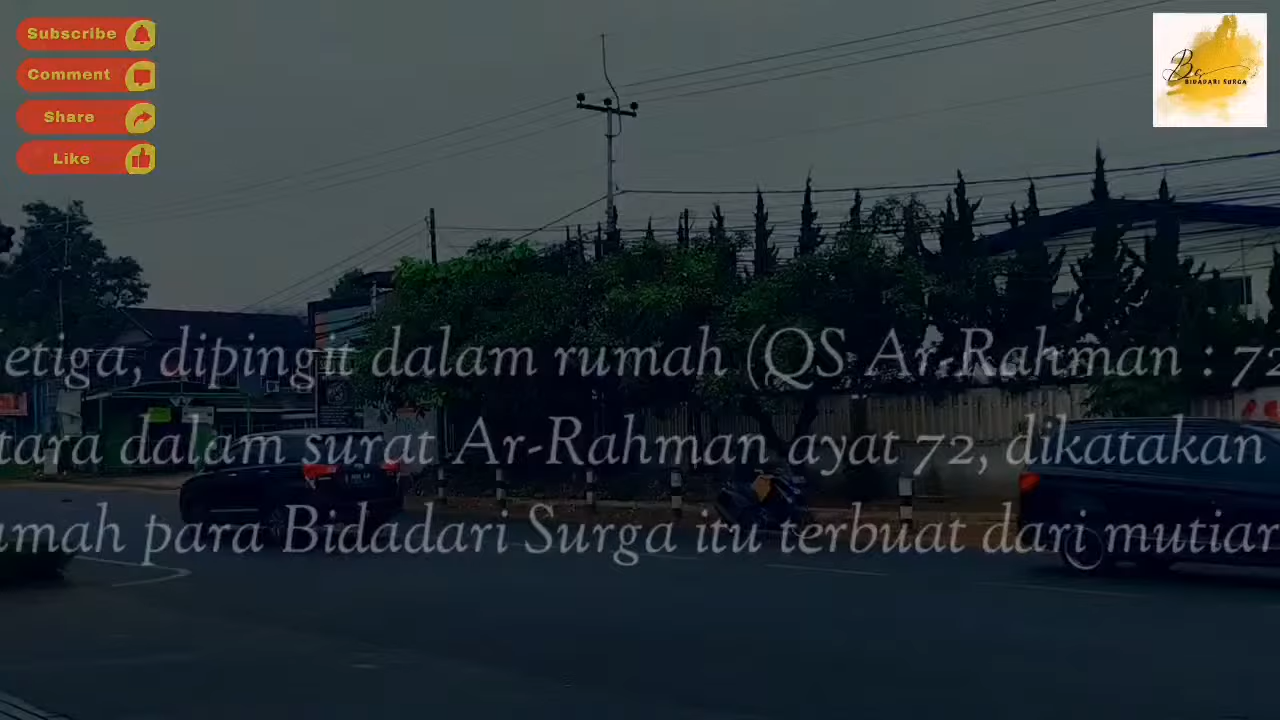 Subscribe
Comment
Share
Like
Bs
BIDADARI SURGA
etiga, dipingit dalam rumah (QS Ar-Rahman : 72
tara dalam surat Ar-Rahman ayat 72, dikatakan
umah para Bidadari Surga itu terbuat dari mutiar